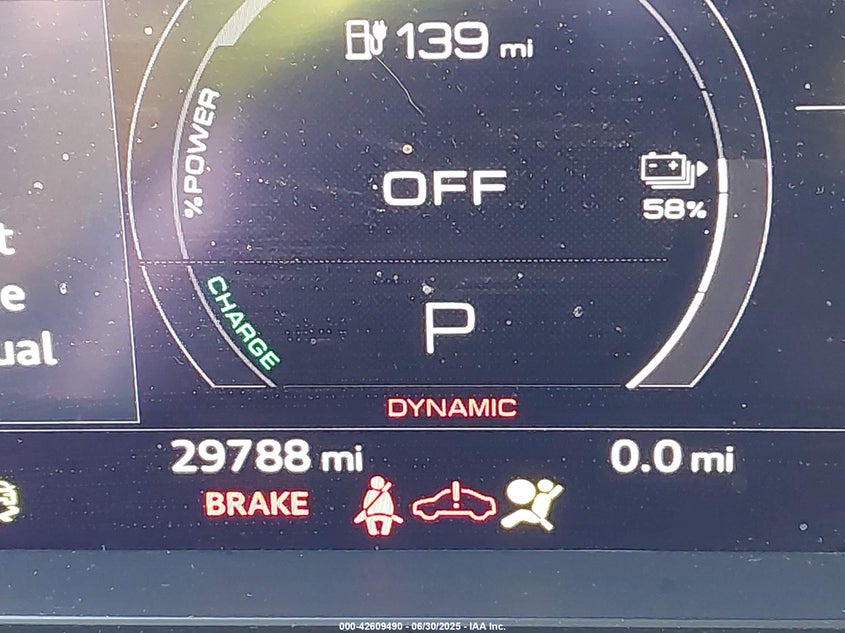 139 mi
%POWER
OFF
58%
CHARGE
P
DYNAMIC
29788 mi
0.0 mi
BRAKE
000-42609490 - 06/30/2025 - IAA Inc.